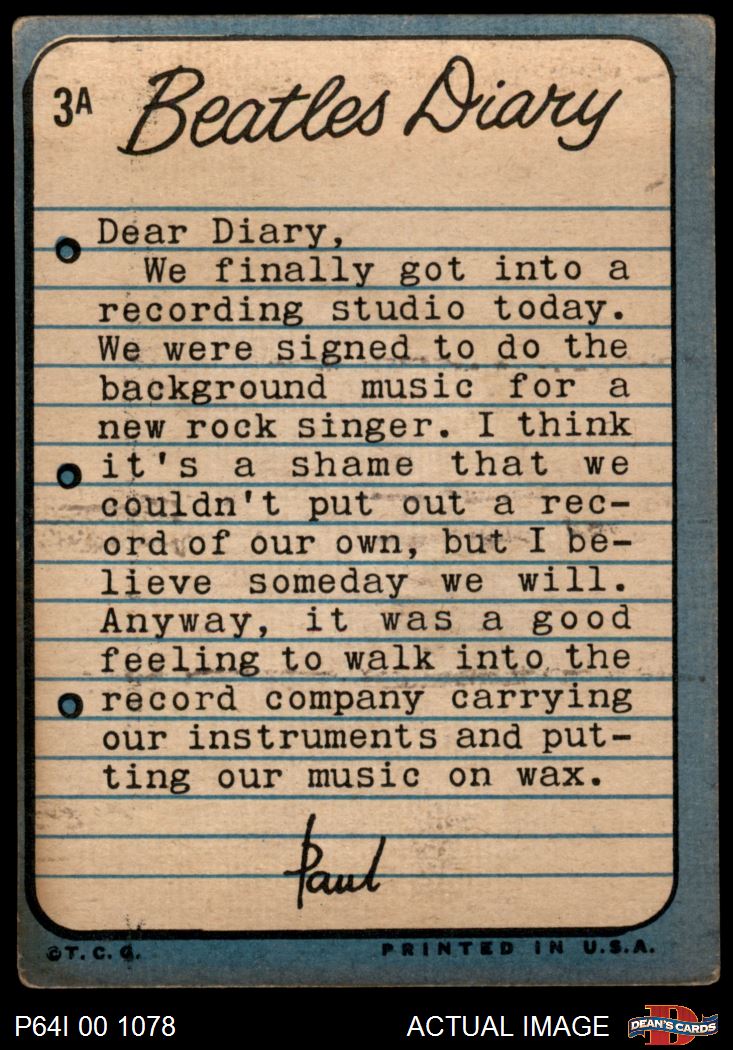 3A Beatles Diary
Dear Diary,
We finally got into a
recording studio today.
We were signed to do the
background music for a
new rock singer. I think
it's a shame that we
couldn't put out a rec-
ord of our own, but I be-
lieve someday we will.
Anyway, it was a good
feeling to walk into the
record company carrying
our instruments and put-
ting our music on wax.
Paul
©T.C.G. PRINTED IN U.S.A.
P64I 00 1078 ACTUAL IMAGE DEAN'S CARDS